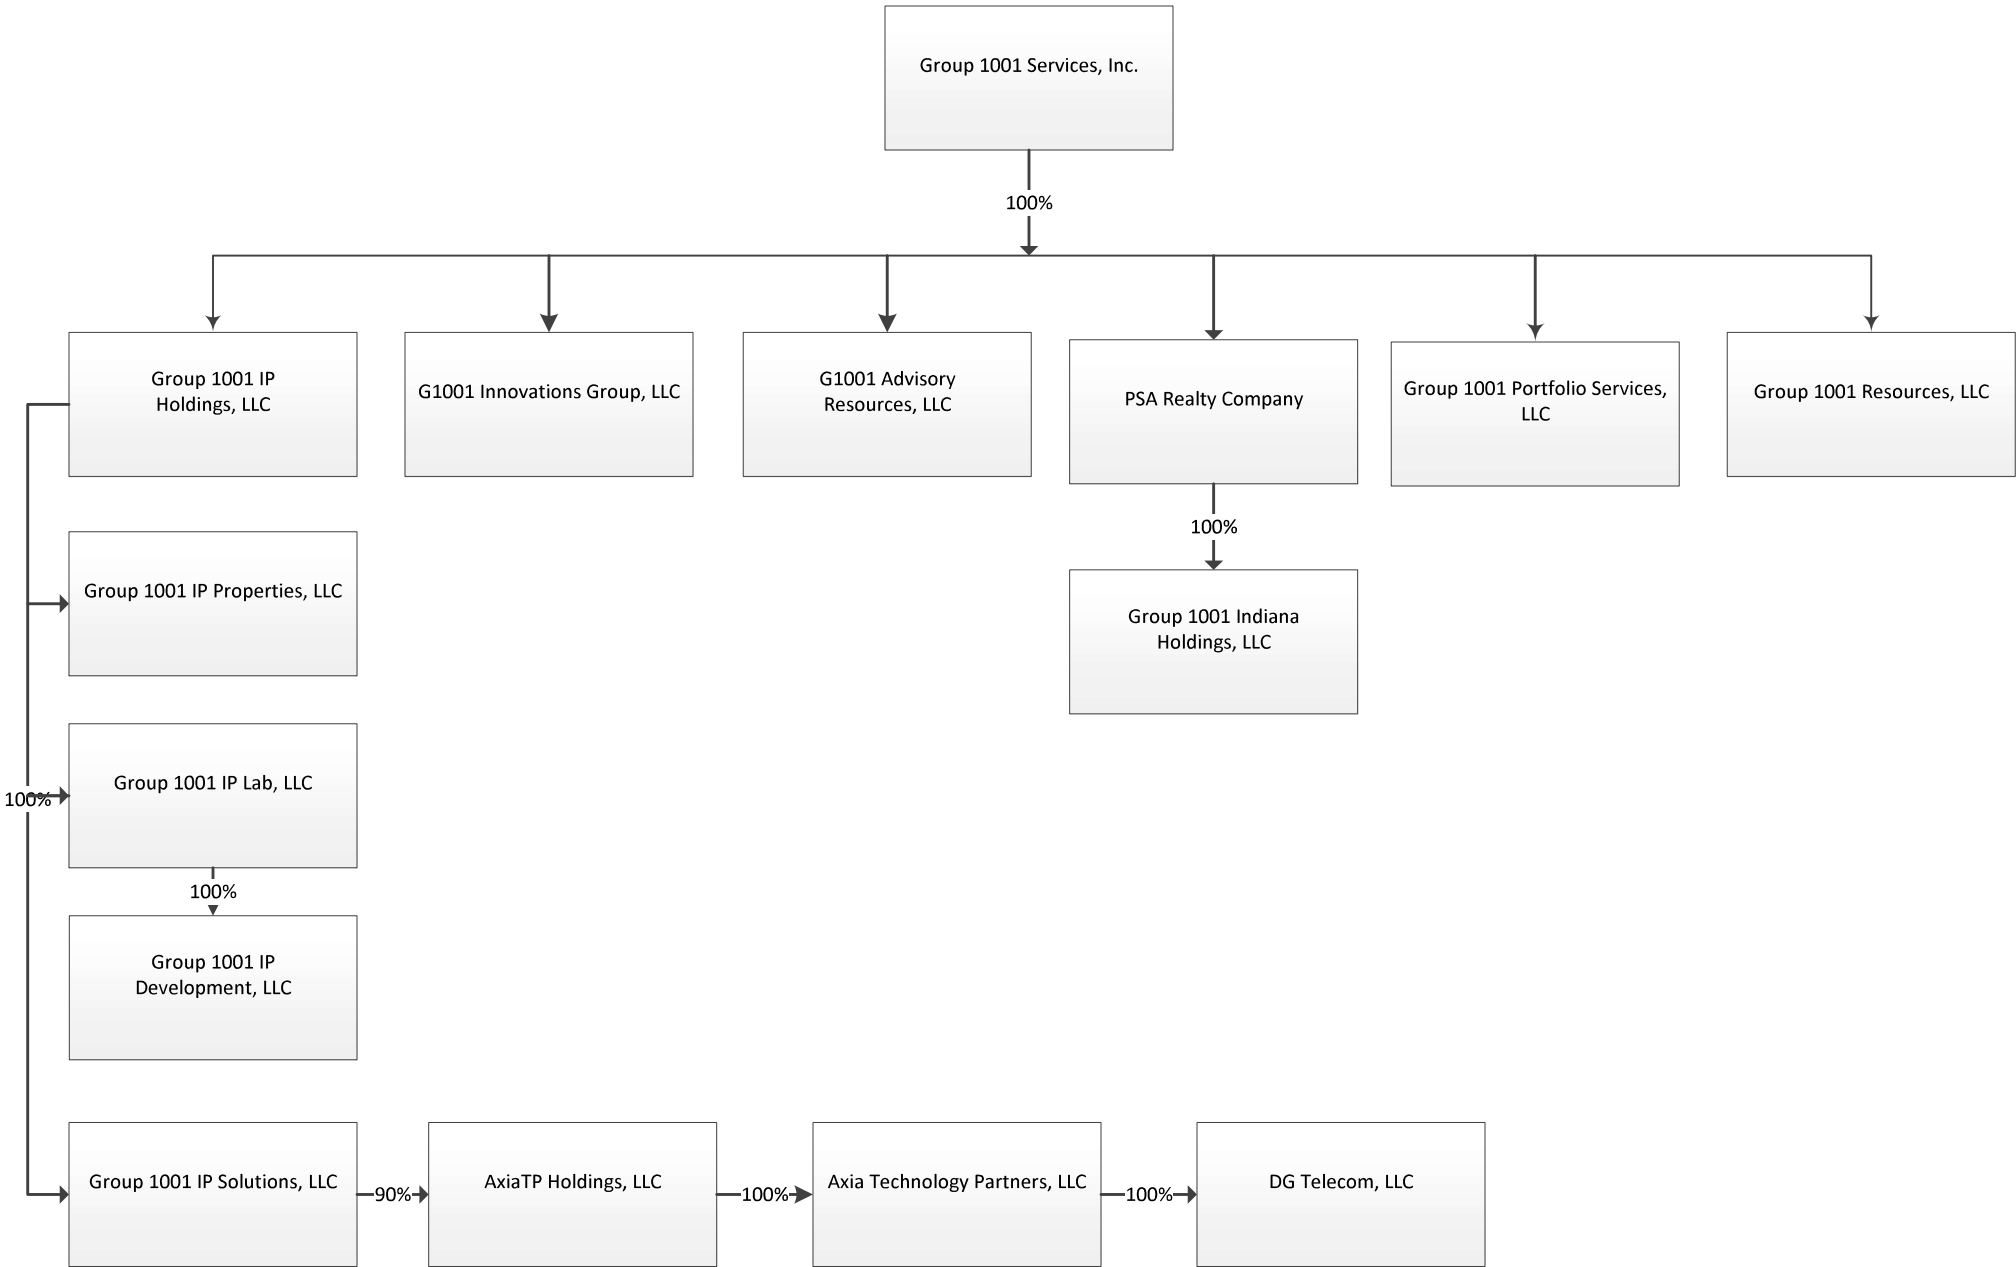 Group 1001 Services, Inc.
100%
Group 1001 IP
Holdings, LLC
G1001 Innovations Group, LLC
G1001 Advisory
Resources, LLC
PSA Realty Company
Group 1001 Portfolio Services,
LLC
Group 1001 Resources, LLC
100%
Group 1001 Indiana
Holdings, LLC
Group 1001 IP Properties, LLC
Group 1001 IP Lab, LLC
100%
100%
Group 1001 IP
Development, LLC
Group 1001 IP Solutions, LLC
90%
AxiaTP Holdings, LLC
100%
Axia Technology Partners, LLC
100%
DG Telecom, LLC